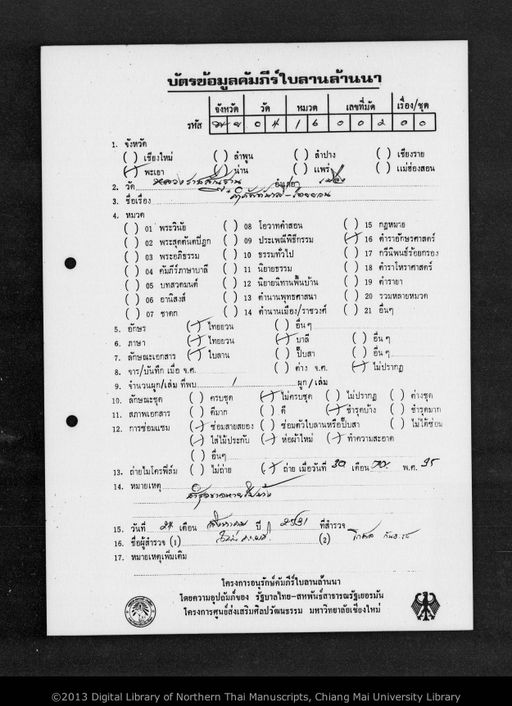 บัตรข้อมูลคัมภีร์ใบลานล้านนา
จังหวัด วัด หมวด เลขที่มัด เรื่อง/ชุด
รหัส 0 4 1 6 0 0 2 0 0
1. จังหวัด
( ) เชียงใหม่ ( ) ลำพูน ( ) ลำปาง ( ) เชียงราย
( ) พะเยา ( ) น่าน ( ) แพร่ ( ) แม่ฮ่องสอน
2. วัด อำเภอ เมือง
3. ชื่อเรื่อง
4. หมวด
( ) 01 พระวินัย ( ) 08 โอวาทคำสอน ( ) 15 กฎหมาย
( ) 02 พระสุตตันตปิฎก ( ) 09 ประเพณีพิธีกรรม ( ) 16 ตำราอักษรศาสตร์
( ) 03 พระอภิธรรม ( ) 10 ธรรมทั่วไป ( ) 17 กวีนิพนธ์ร้อยกรอง
( ) 04 คัมภีร์ภาษาบาลี ( ) 11 นิยายธรรม ( ) 18 ตำราโหราศาสตร์
( ) 05 บทสวดมนต์ ( ) 12 นิยายนิทานพื้นบ้าน ( ) 19 ตำรายา
( ) 06 อานิสงส์ ( ) 13 ตำนานพุทธศาสนา ( ) 20 รวมหลายหมวด
( ) 07 ชาดก ( ) 14 ตำนานเมือง/ราชวงศ์ ( ) 21 อื่นๆ
5. อักษร ( ) ไทยยวน ( ) อื่นๆ
6. ภาษา ( ) ไทยยวน ( ) บาลี ( ) อื่นๆ
7. ลักษณะเอกสาร ( ) ใบลาน ( ) ปั๊บสา ( ) อื่นๆ
8. จาร/บันทึก เมื่อ จ.ศ. ( ) ต่าง จ.ศ. ( ) ไม่ปรากฏ
9. จำนวนผูก/เล่ม ที่พบ 1 ผูก/เล่ม
10. ลักษณะชุด ( ) ครบชุด ( ) ไม่ครบชุด ( ) ไม่ปรากฏ ( ) ต่างชุด
11. สภาพเอกสาร ( ) ดีมาก ( ) ดี ( ) ชำรุดบ้าง ( ) ชำรุดมาก
12. การซ่อมแซม ( ) ซ่อมสายสยอง ( ) ซ่อมตัวใบลานหรือปั๊บสา ( ) ไม่ได้ซ่อม
( ) ใส่ไม้ประกับ ( ) ห่อผ้าใหม่ ( ) ทำความสะอาด
( ) อื่นๆ
13. ถ่ายไมโครฟิล์ม ( ) ไม่ถ่าย ( ) ถ่าย เมื่อวันที่ 30 เดือน พ.ศ. 35
14. หมายเหตุ
15. วันที่ 24 เดือน สิงหาคม ปี 2531 ที่สำรวจ
16. ชื่อผู้สำรวจ (1) (2)
17. หมายเหตุเพิ่มเติม
โครงการอนุรักษ์คัมภีร์ใบลานล้านนา
โดยความอุปถัมภ์ของ รัฐบาลไทย-สหพันธ์สาธารณรัฐเยอรมัน
โครงการศูนย์ส่งเสริมศิลปวัฒนธรรม มหาวิทยาลัยเชียงใหม่
©2013 Digital Library of Northern Thai Manuscripts, Chiang Mai University Library